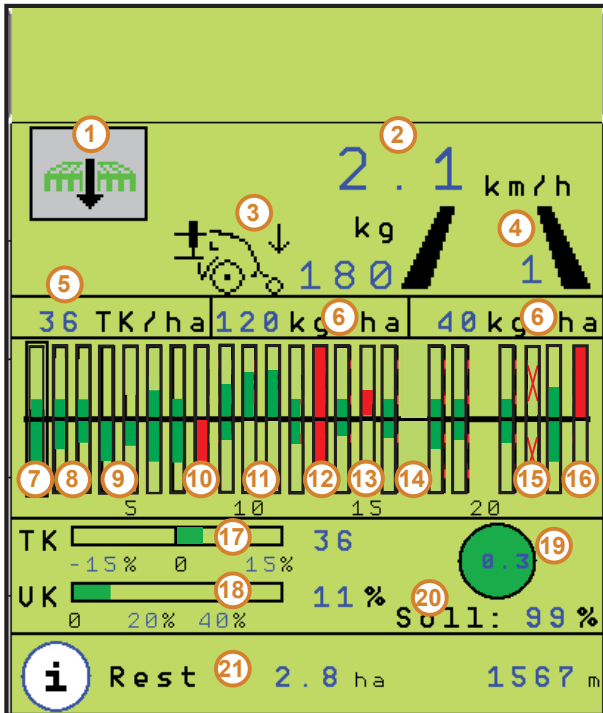 1 2
2.1 km/h
3 kg 4
180 1
5 6 6
36 TK/ha 120 kg/ha 40 kg/ha
7 8 9 10 11 12 13 14 15 16
5 10 15 20
TK 17 36 19
-15% 0 15% 0.3
VK 18 11% 20
0 20% 40% Soll: 99%
i Rest 21 2.8 ha 1567 m